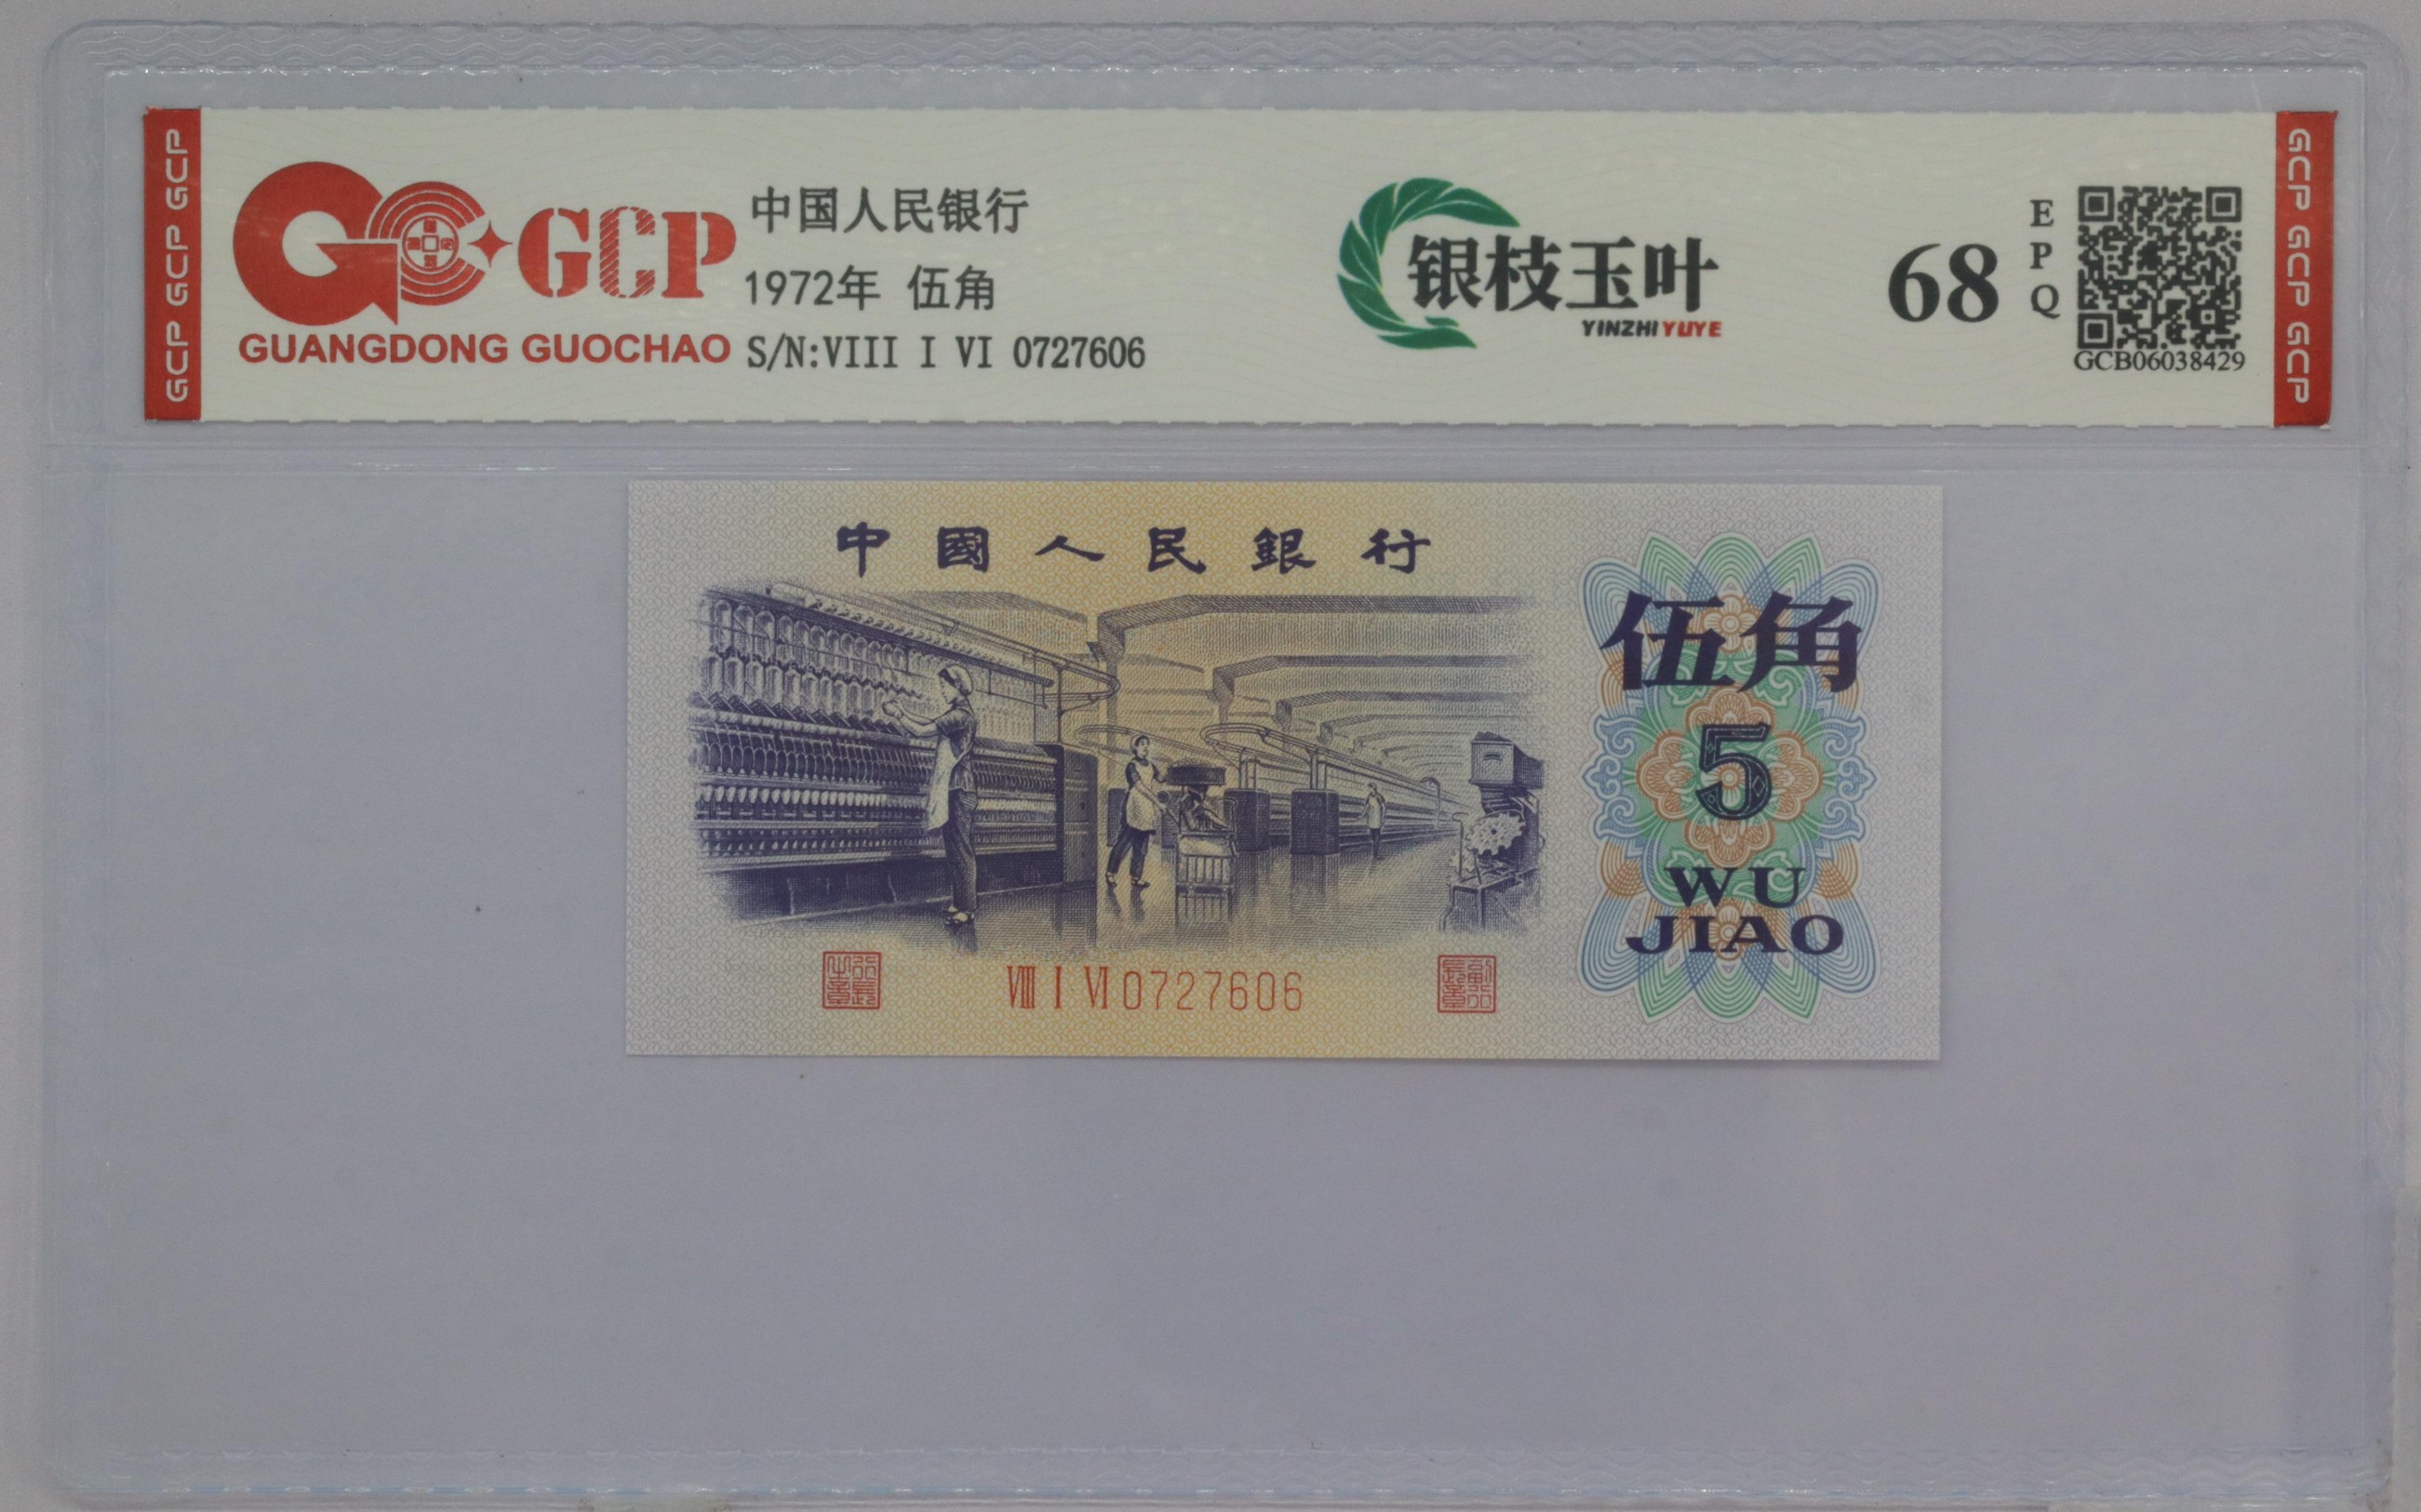 GCP GCP GCP
GCP
GUANGDONG GUOCHAO
中国人民银行
1972年 伍角
S/N:VIII I VI 0727606
银枝玉叶
YINZHIYUYE
68
EPQ
GCB06038429
GCP GCP GCP
中國人民銀行
伍角
5
WU
JIAO
VIII I VI 0727606